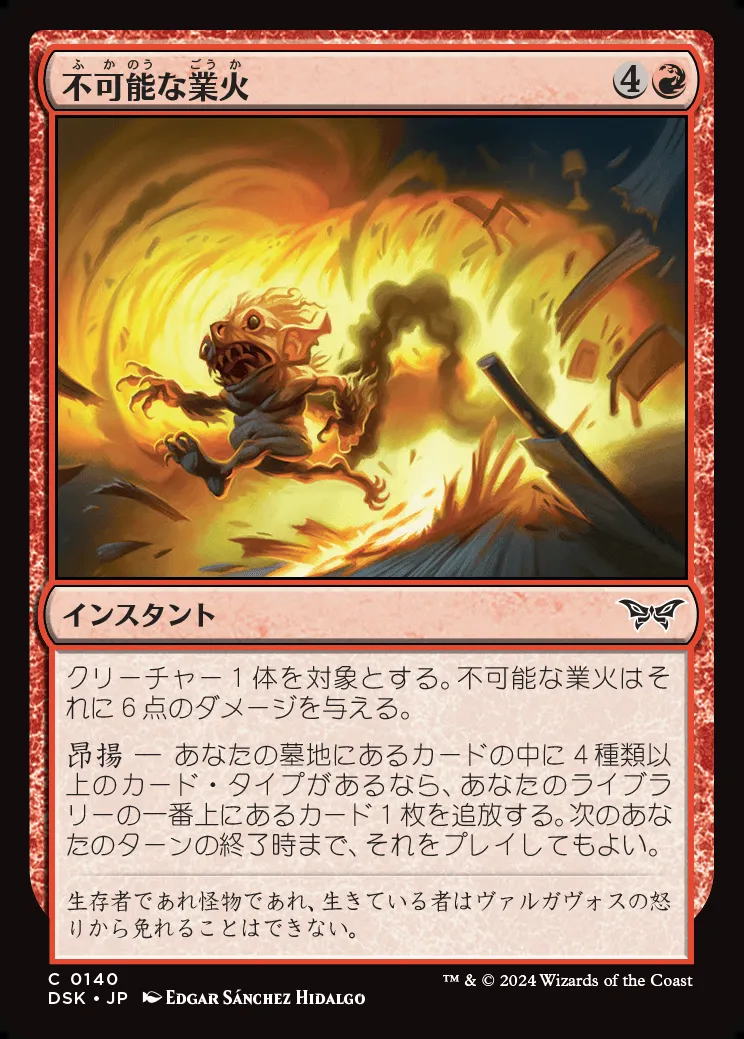 ふかのう ごうか
不可能な業火
4
インスタント
クリーチャー1体を対象とする。不可能な業火はそ
れに6点のダメージを与える。
昂揚 ― あなたの墓地にあるカードの中に4種類以
上のカード・タイプがあるなら、あなたのライブラ
リーの一番上にあるカード1枚を追放する。次のあな
たのターンの終了時まで、それをプレイしてもよい。
生存者であれ怪物であれ、生きている者はヴァルガヴォスの怒
りから免れることはできない。
C 0140
DSK • JP EDGAR SÁNCHEZ HIDALGO
™ & © 2024 Wizards of the Coast